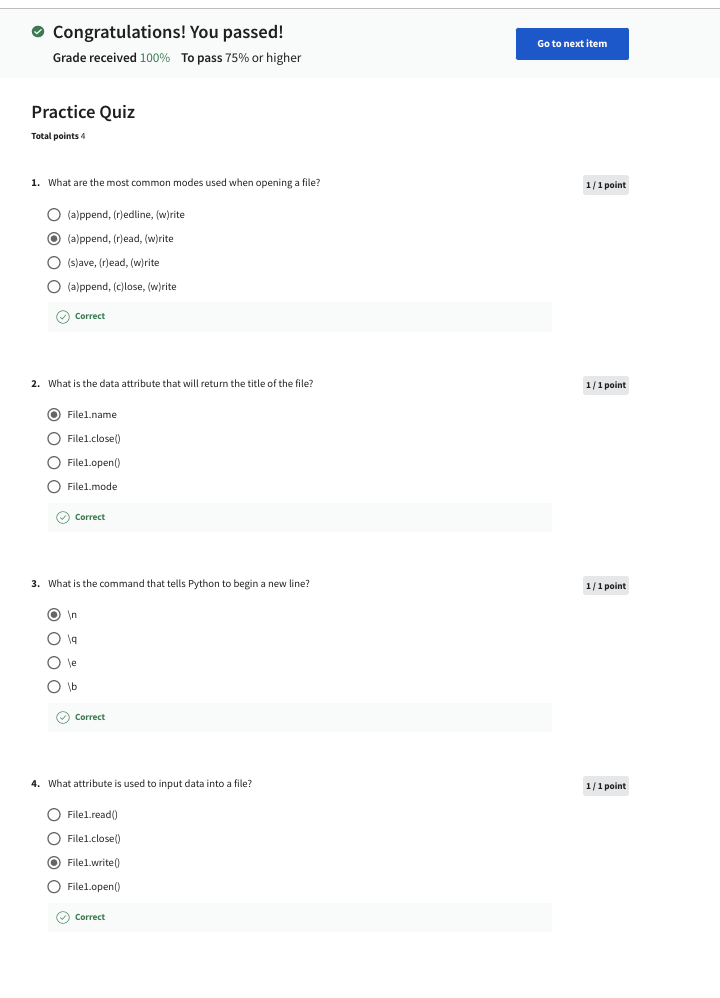 Congratulations! You passed!
Grade received 100% To pass 75% or higher
Go to next item
Practice Quiz
Total points 4
1. What are the most common modes used when opening a file?
1 / 1 point
(a)ppend, (r)edline, (w)rite
(a)ppend, (r)ead, (w)rite
(s)ave, (r)ead, (w)rite
(a)ppend, (c)lose, (w)rite
Correct
2. What is the data attribute that will return the title of the file?
1 / 1 point
File1.name
File1.close()
File1.open()
File1.mode
Correct
3. What is the command that tells Python to begin a new line?
1 / 1 point
\n
\q
\e
\b
Correct
4. What attribute is used to input data into a file?
1 / 1 point
File1.read()
File1.close()
File1.write()
File1.open()
Correct